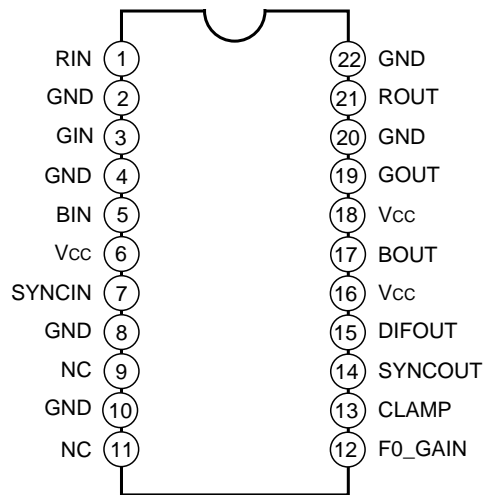 RIN 1 22 GND
GND 2 21 ROUT
GIN 3 20 GND
GND 4 19 GOUT
BIN 5 18 Vcc
Vcc 6 17 BOUT
SYNCIN 7 16 Vcc
GND 8 15 DIFOUT
NC 9 14 SYNCOUT
GND 10 13 CLAMP
NC 11 12 F0_GAIN